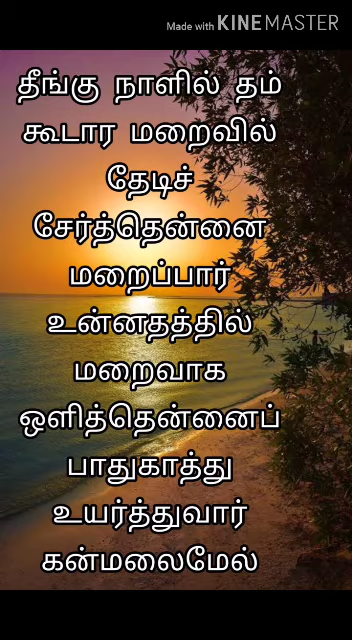 Made with KINEMASTER
தீங்கு நாளில் தம்
கூடார மறைவில்
தேடிச்
சேர்த்தென்னை
மறைப்பார்
உன்னதத்தில்
மறைவாக
ஒளித்தென்னைப்
பாதுகாத்து
உயர்த்துவார்
கன்மலைமேல்